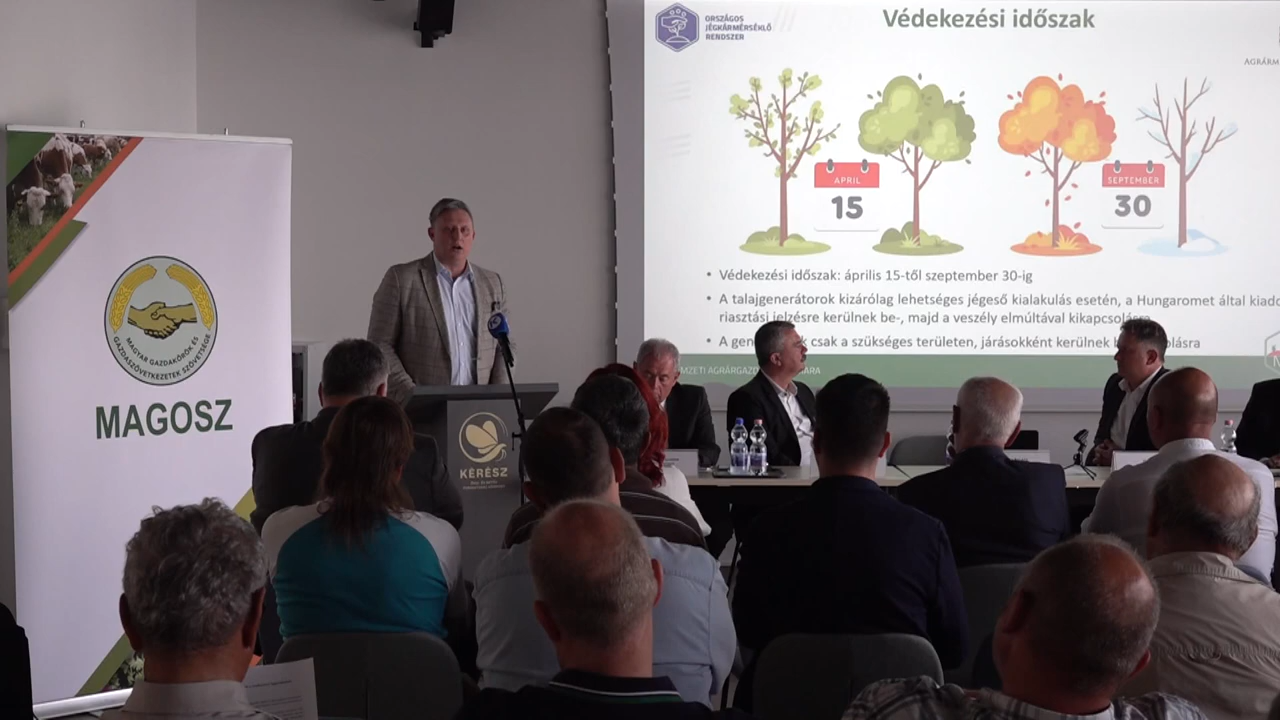 ORSZÁGOS
JÉGKÁRMÉRSÉKLŐ
RENDSZER
Védekezési időszak
APRIL
15
SEPTEMBER
30
• Védekezési időszak: április 15-től szeptember 30-ig
• A talajgenerátorok kizárólag lehetséges jégeső kialakulás esetén, a Hungaromet által
riasztási jelzésre kerülnek be-, majd a veszély elmúltával kikapcsolásra
• A csak a szükséges területen, járásokként kerülnek
MAGYAR GAZDAKÖRÖK ÉS
GAZDASZÖVETKEZETEK SZÖVETSÉGE
MAGOSZ
KÉRÉSZ